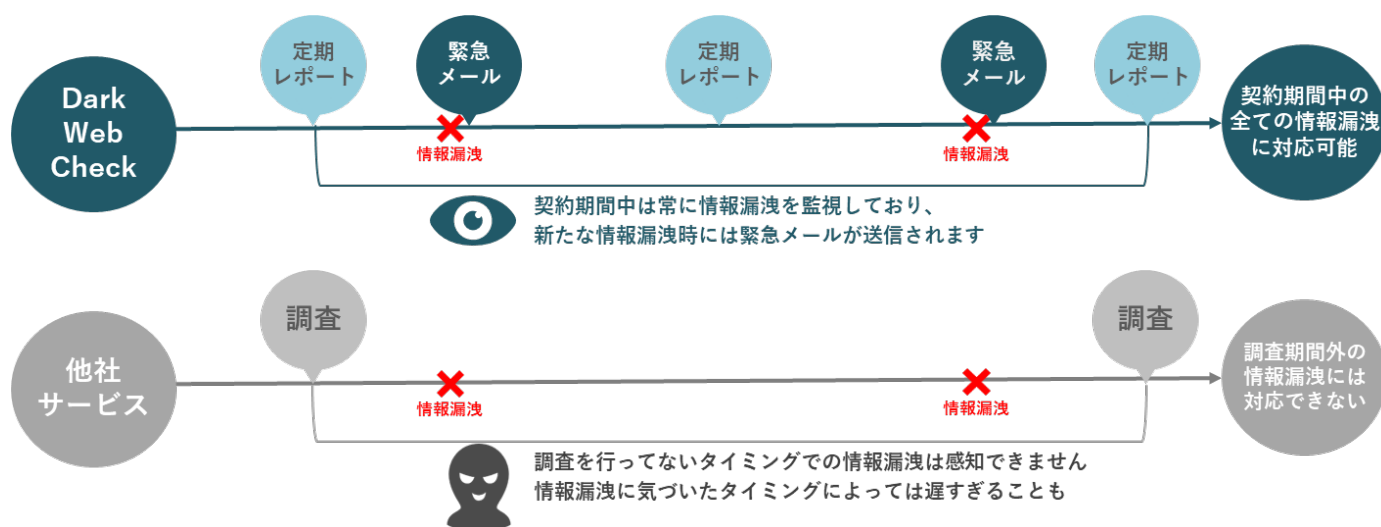 定期
レポート
緊急
メール
定期
レポート
緊急
メール
定期
レポート
Dark
Web
Check
契約期間中の
全ての情報漏洩
に対応可能
情報漏洩
情報漏洩
契約期間中は常に情報漏洩を監視しており、
新たな情報漏洩時には緊急メールが送信されます
調査
調査
他社
サービス
調査期間外の
情報漏洩には
対応できない
情報漏洩
情報漏洩
調査を行ってないタイミングでの情報漏洩は感知できません
情報漏洩に気づいたタイミングによっては遅すぎることも